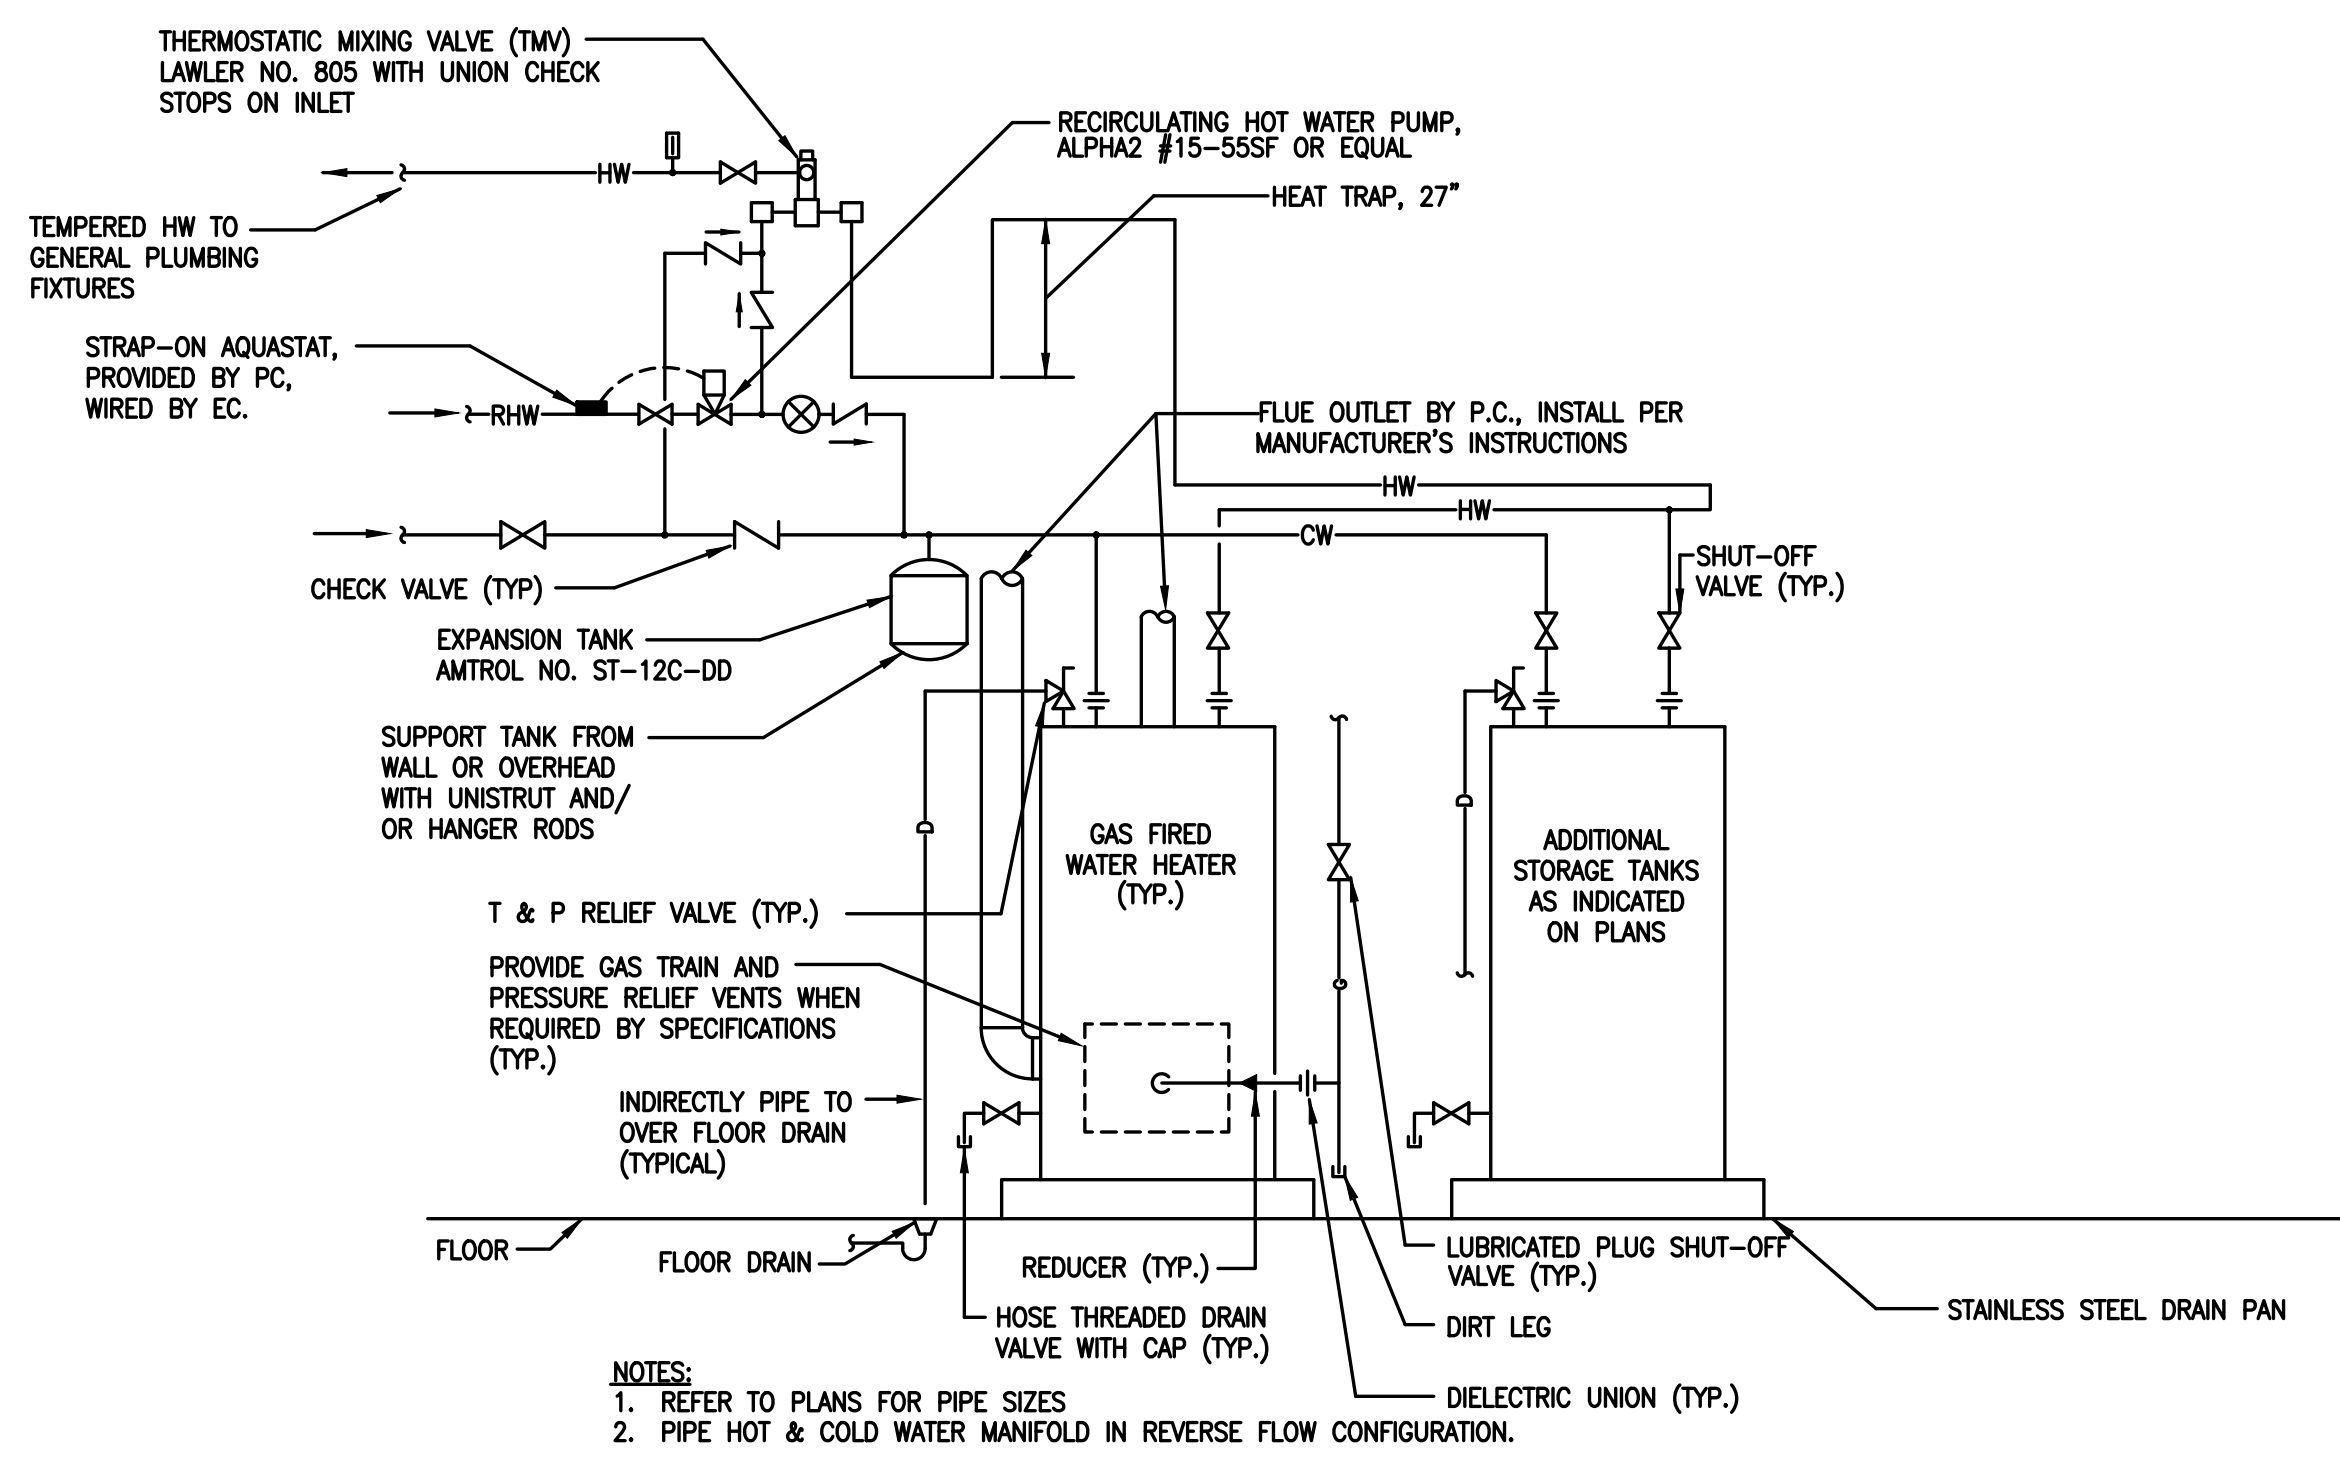 THERMOSTATIC MIXING VALVE (TMV)
LAWLER NO. 805 WITH UNION CHECK
STOPS ON INLET
RECIRCULATING HOT WATER PUMP,
ALPHA2 #15-55SF OR EQUAL
HEAT TRAP, 27"
HW
TEMPERED HW TO
GENERAL PLUMBING
FIXTURES
STRAP-ON AQUASTAT,
PROVIDED BY PC,
WIRED BY EC.
RHW
FLUE OUTLET BY P.C., INSTALL PER
MANUFACTURER'S INSTRUCTIONS
HW
HW
CW
SHUT-OFF
VALVE (TYP.)
CHECK VALVE (TYP)
EXPANSION TANK
AMTROL NO. ST-12C-DD
SUPPORT TANK FROM
WALL OR OVERHEAD
WITH UNISTRUT AND/
OR HANGER RODS
D
D
GAS FIRED
WATER HEATER
(TYP.)
ADDITIONAL
STORAGE TANKS
AS INDICATED
ON PLANS
T & P RELIEF VALVE (TYP.)
PROVIDE GAS TRAIN AND
PRESSURE RELIEF VENTS WHEN
REQUIRED BY SPECIFICATIONS
(TYP.)
G
INDIRECTLY PIPE TO
OVER FLOOR DRAIN
(TYPICAL)
FLOOR
FLOOR DRAIN
REDUCER (TYP.)
LUBRICATED PLUG SHUT-OFF
VALVE (TYP.)
HOSE THREADED DRAIN
VALVE WITH CAP (TYP.)
DIRT LEG
STAINLESS STEEL DRAIN PAN
DIELECTRIC UNION (TYP.)
NOTES:
1. REFER TO PLANS FOR PIPE SIZES
2. PIPE HOT & COLD WATER MANIFOLD IN REVERSE FLOW CONFIGURATION.